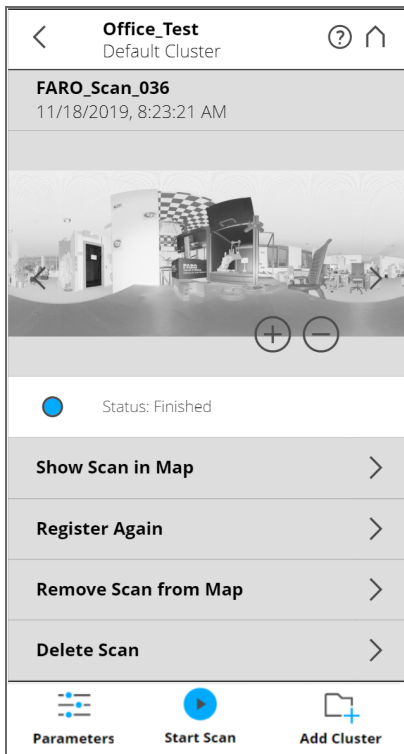 Office_Test
Default Cluster
FARO_Scan_036
11/18/2019, 8:23:21 AM
FARO
Status: Finished
Show Scan in Map
Register Again
Remove Scan from Map
Delete Scan
Parameters
Start Scan
Add Cluster